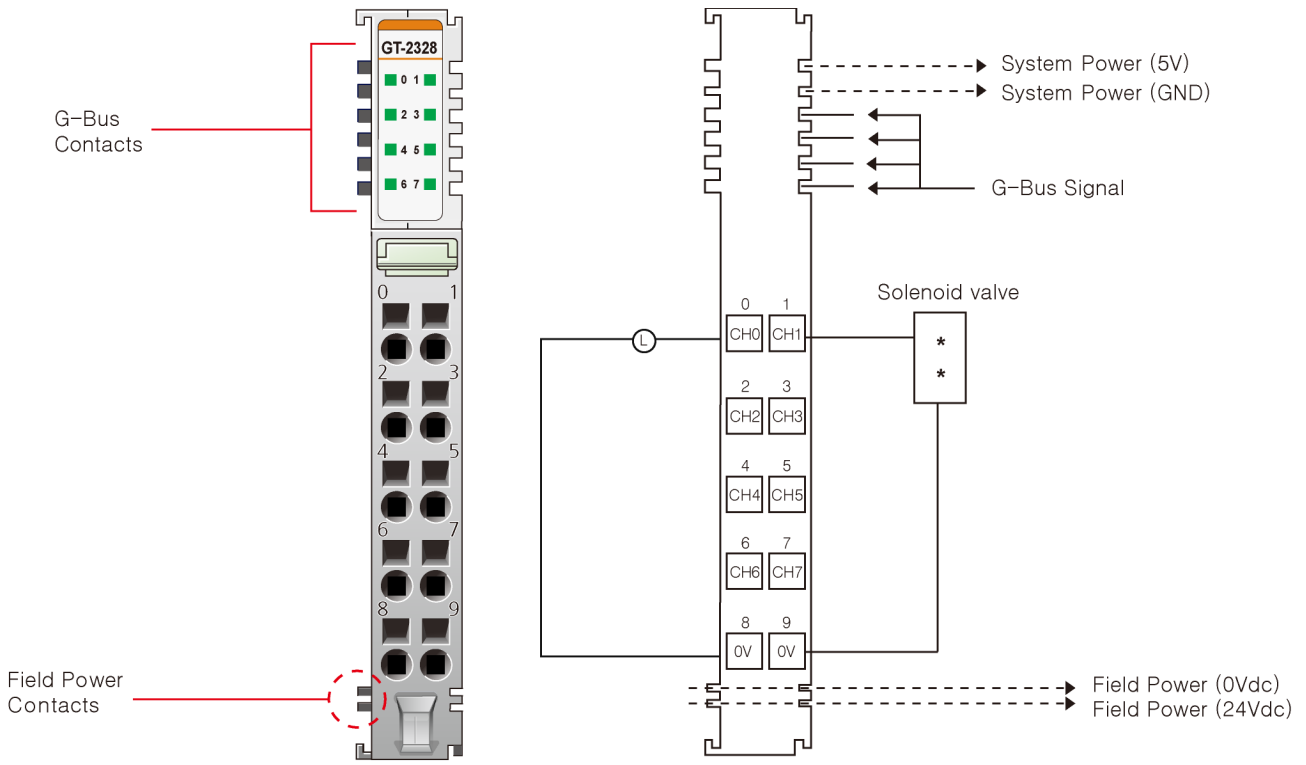 GT-2328
0 1
2 3
4 5
6 7
G-Bus
Contacts
0 1
2 3
4 5
6 7
8 9
Field Power
Contacts
System Power (5V)
System Power (GND)
G-Bus Signal
Solenoid valve
* 
*
L
0 1
CH0 CH1
2 3
CH2 CH3
4 5
CH4 CH5
6 7
CH6 CH7
8 9
0V 0V
Field Power (0Vdc)
Field Power (24Vdc)